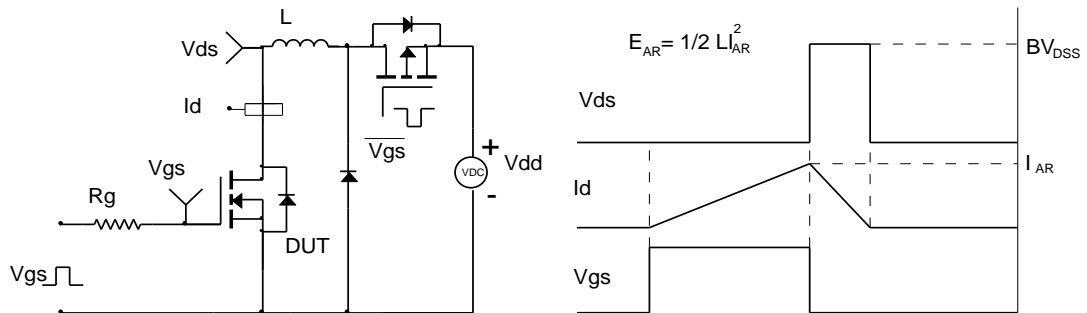 L
Vds
Id
Vgs
Rg
DUT
Vgs
Vgs
+
VDC
-
Vdd
E_AR = 1/2 LI_AR^2
Vds
BV_DSS
Id
I_AR
Vgs